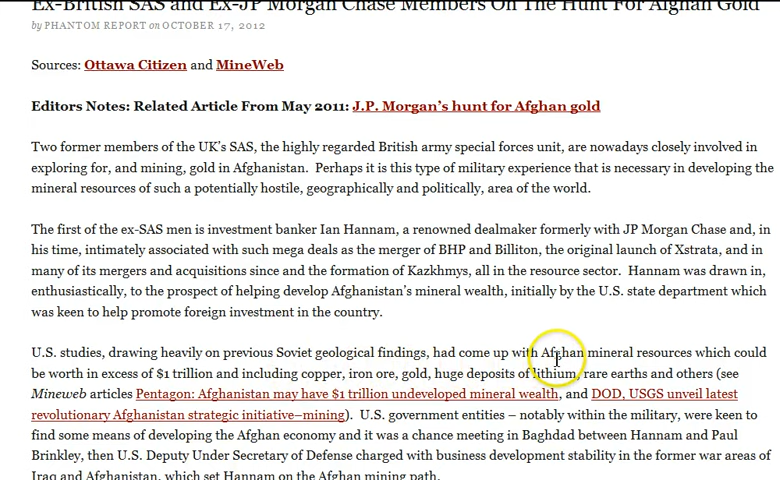 Ex-British SAS and Ex-JP Morgan Chase Members On The Hunt For Afghan Gold
by PHANTOM REPORT on OCTOBER 17, 2012
Sources: Ottawa Citizen and MineWeb
Editors Notes: Related Article From May 2011: J.P. Morgan’s hunt for Afghan gold
Two former members of the UK’s SAS, the highly regarded British army special forces unit, are nowadays closely involved in
exploring for, and mining, gold in Afghanistan.  Perhaps it is this type of military experience that is necessary in developing the
mineral resources of such a potentially hostile, geographically and politically, area of the world.
The first of the ex-SAS men is investment banker Ian Hannam, a renowned dealmaker formerly with JP Morgan Chase and, in
his time, intimately associated with such mega deals as the merger of BHP and Billiton, the original launch of Xstrata, and in
many of its mergers and acquisitions since and the formation of Kazkhmys, all in the resource sector.  Hannam was drawn in,
enthusiastically, to the prospect of helping develop Afghanistan’s mineral wealth, initially by the U.S. state department which
was keen to help promote foreign investment in the country.
U.S. studies, drawing heavily on previous Soviet geological findings, had come up with Afghan mineral resources which could
be worth in excess of $1 trillion and including copper, iron ore, gold, huge deposits of lithium, rare earths and others (see
Mineweb articles Pentagon: Afghanistan may have $1 trillion undeveloped mineral wealth, and DOD, USGS unveil latest
revolutionary Afghanistan strategic initiative–mining).  U.S. government entities – notably within the military, were keen to
find some means of developing the Afghan economy and it was a chance meeting in Baghdad between Hannam and Paul
Brinkley, then U.S. Deputy Under Secretary of Defense charged with business development stability in the former war areas of
Iraq and Afghanistan, which set Hannam on the Afghan mining path.